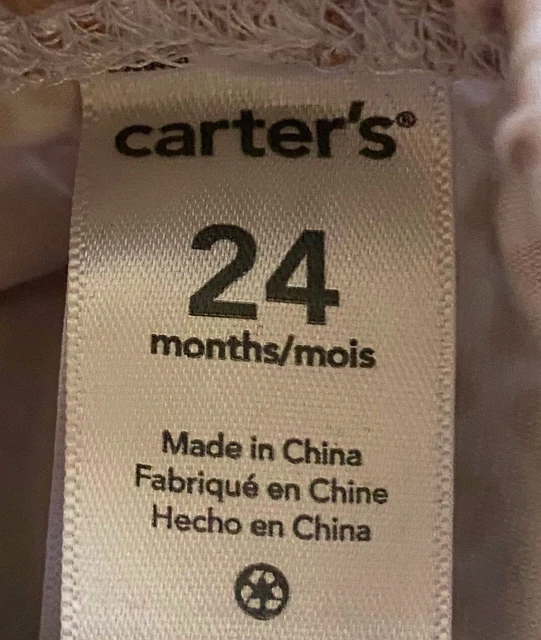 carter's®
24
months/mois
Made in China
Fabriqué en Chine
Hecho en China